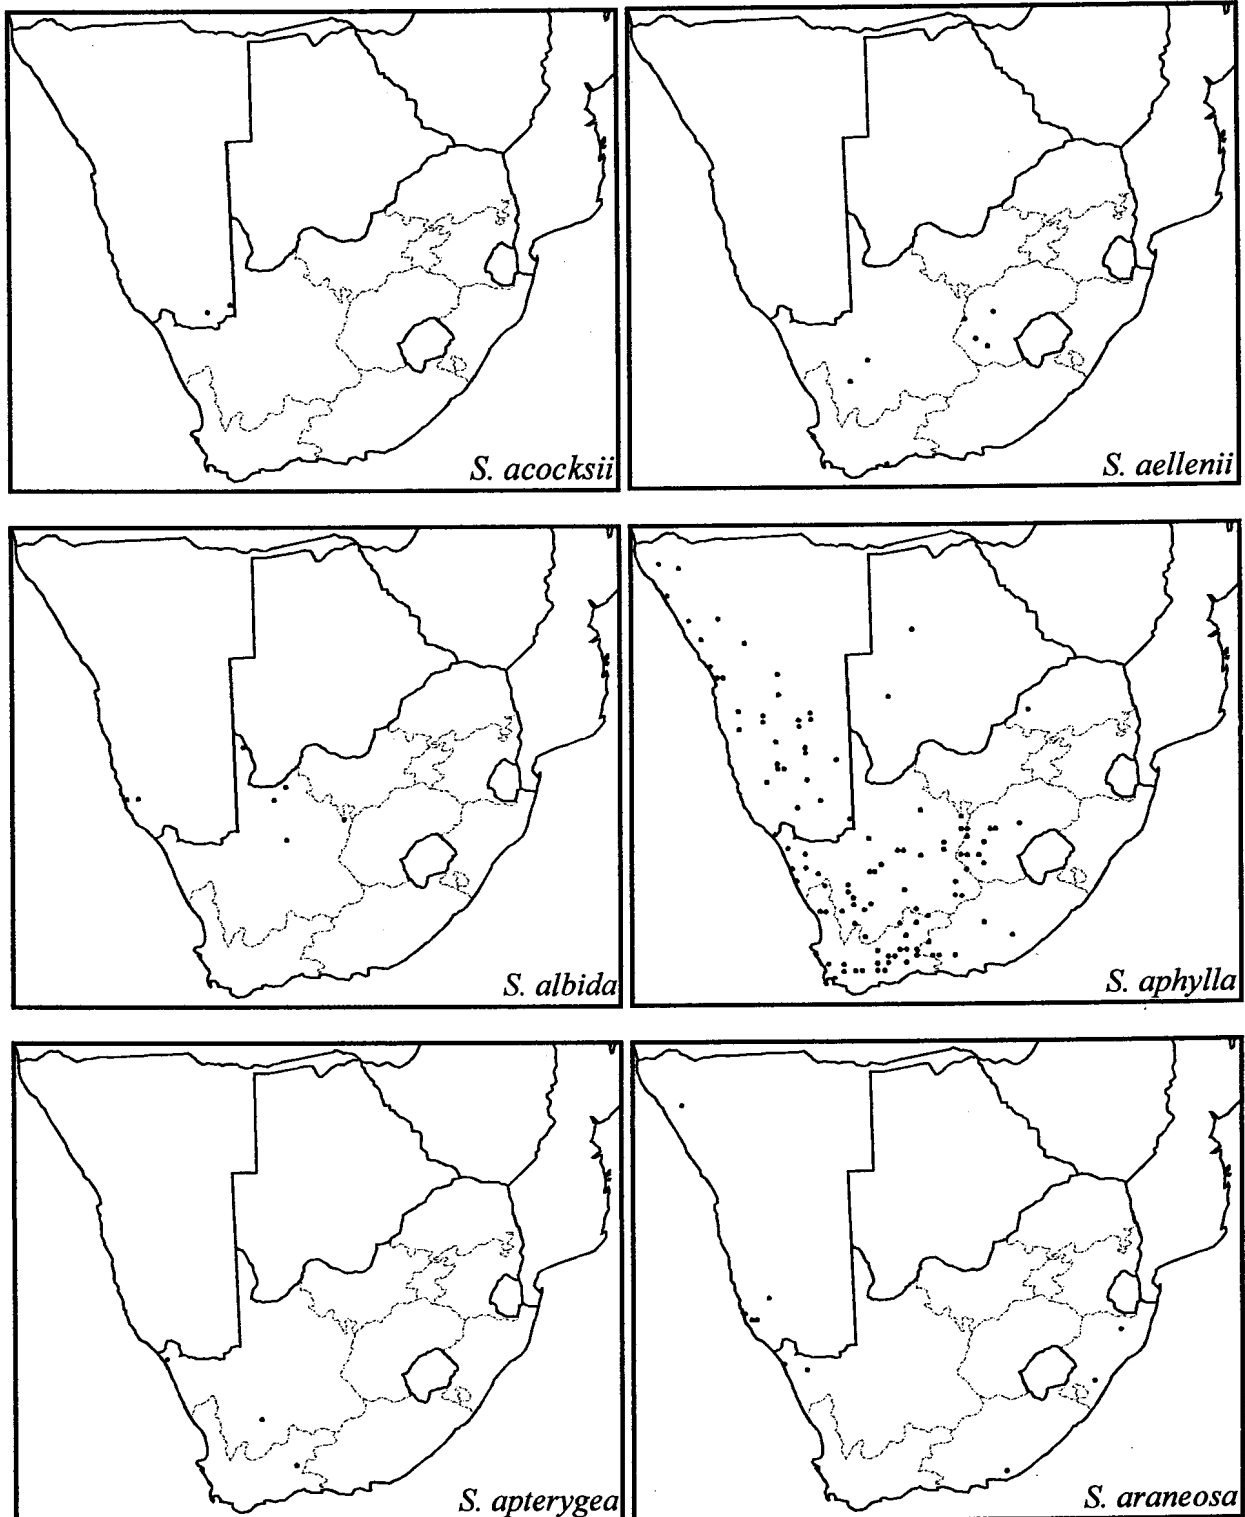 S. acocksii
S. aellenii
S. albida
S. aphylla
S. apterygea
S. araneosa